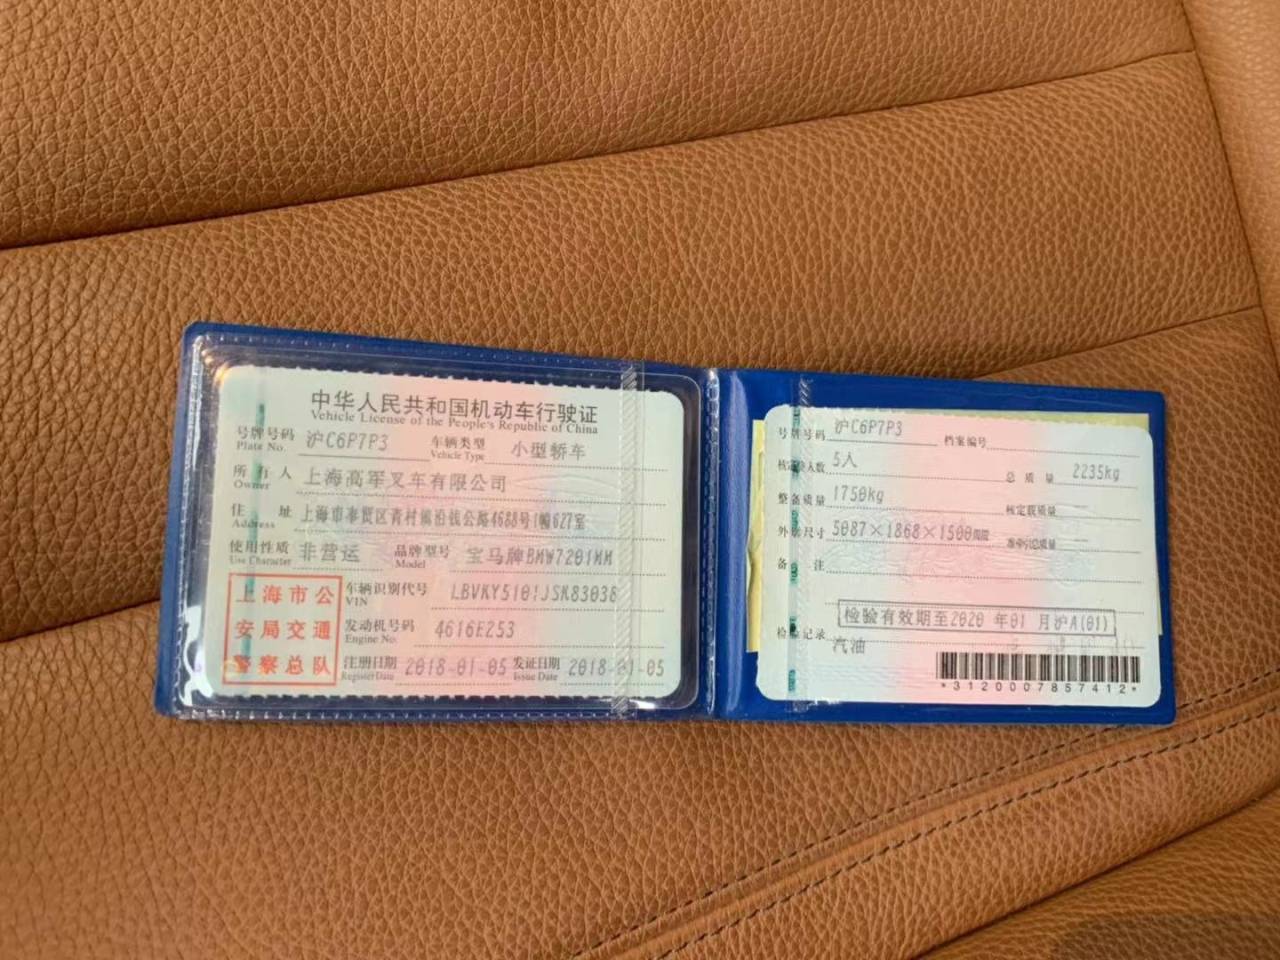 中华人民共和国机动车行驶证
Vehicle License of the People's Republic of China
号牌号码 沪C6P7P3 车辆类型 小型轿车
Plate No. Vehicle Type
所有人 上海高军叉车有限公司
Owner
住址 上海市奉贤区青村镇沿钱公路4688号1幢627室
Address
使用性质 非营运 品牌型号 宝马牌BMW7201MM
Use Character Model
上海市公
安局交通
警察总队
车辆识别代号 LBVKY5101JSK83038
VIN
发动机号码 4616E253
Engine No.
注册日期 2018-01-05 发证日期 2018-01-05
Register Date Issue Date
号牌号码 沪C6P7P3 档案编号
核定载人数 5人 总质量 2235kg
整备质量 1750kg 核定载质量
外廓尺寸 5087×1868×1500mm 准牵引总质量
备注
检验有效期至2020年01月沪A(01)
检验记录
汽油
*3120007857412*